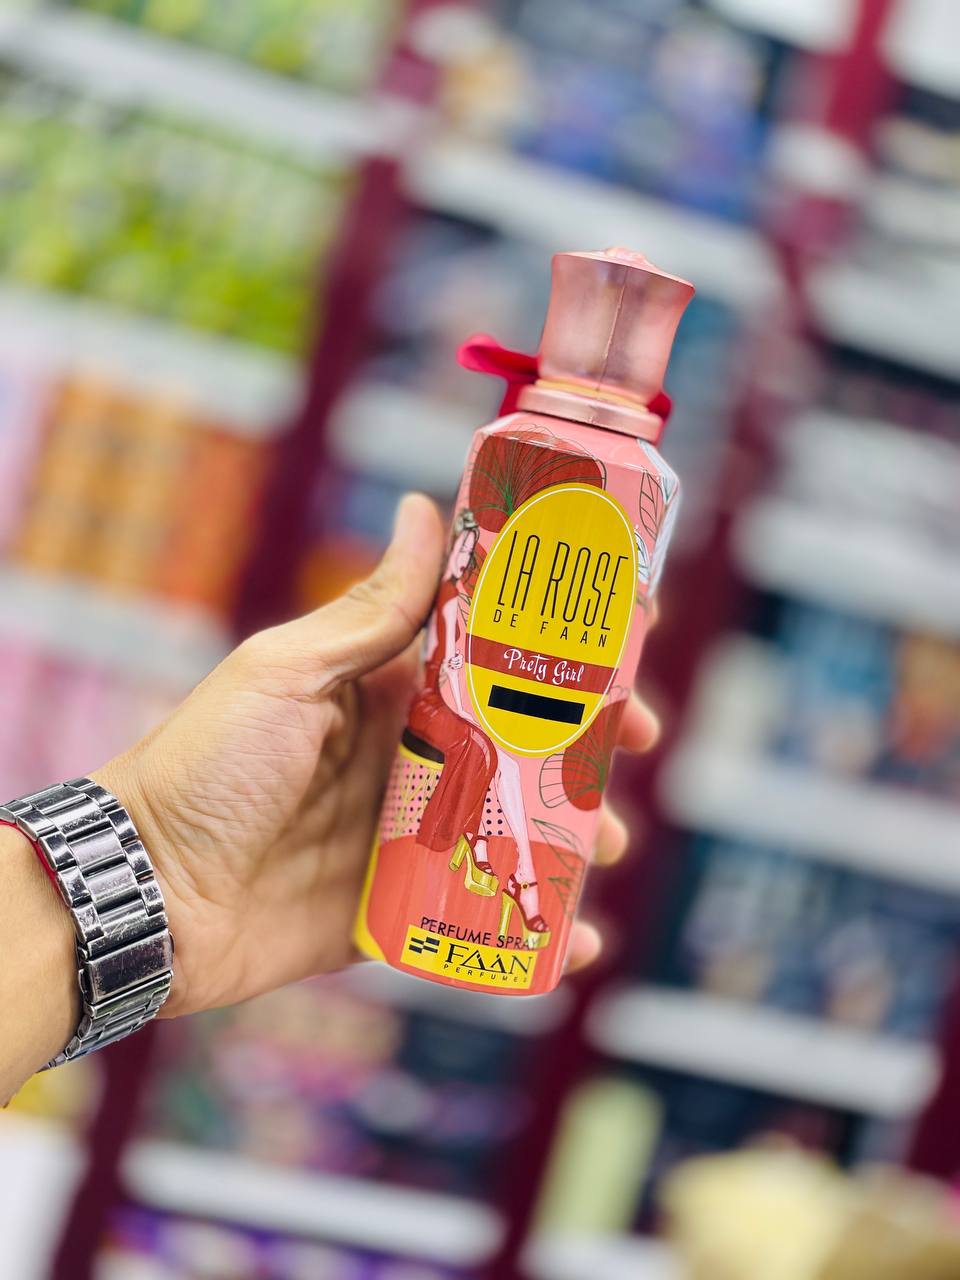 LA ROSE
DE FAAN
Prety Girl
PERFUME SPRAY
FAAN
PERFUMES